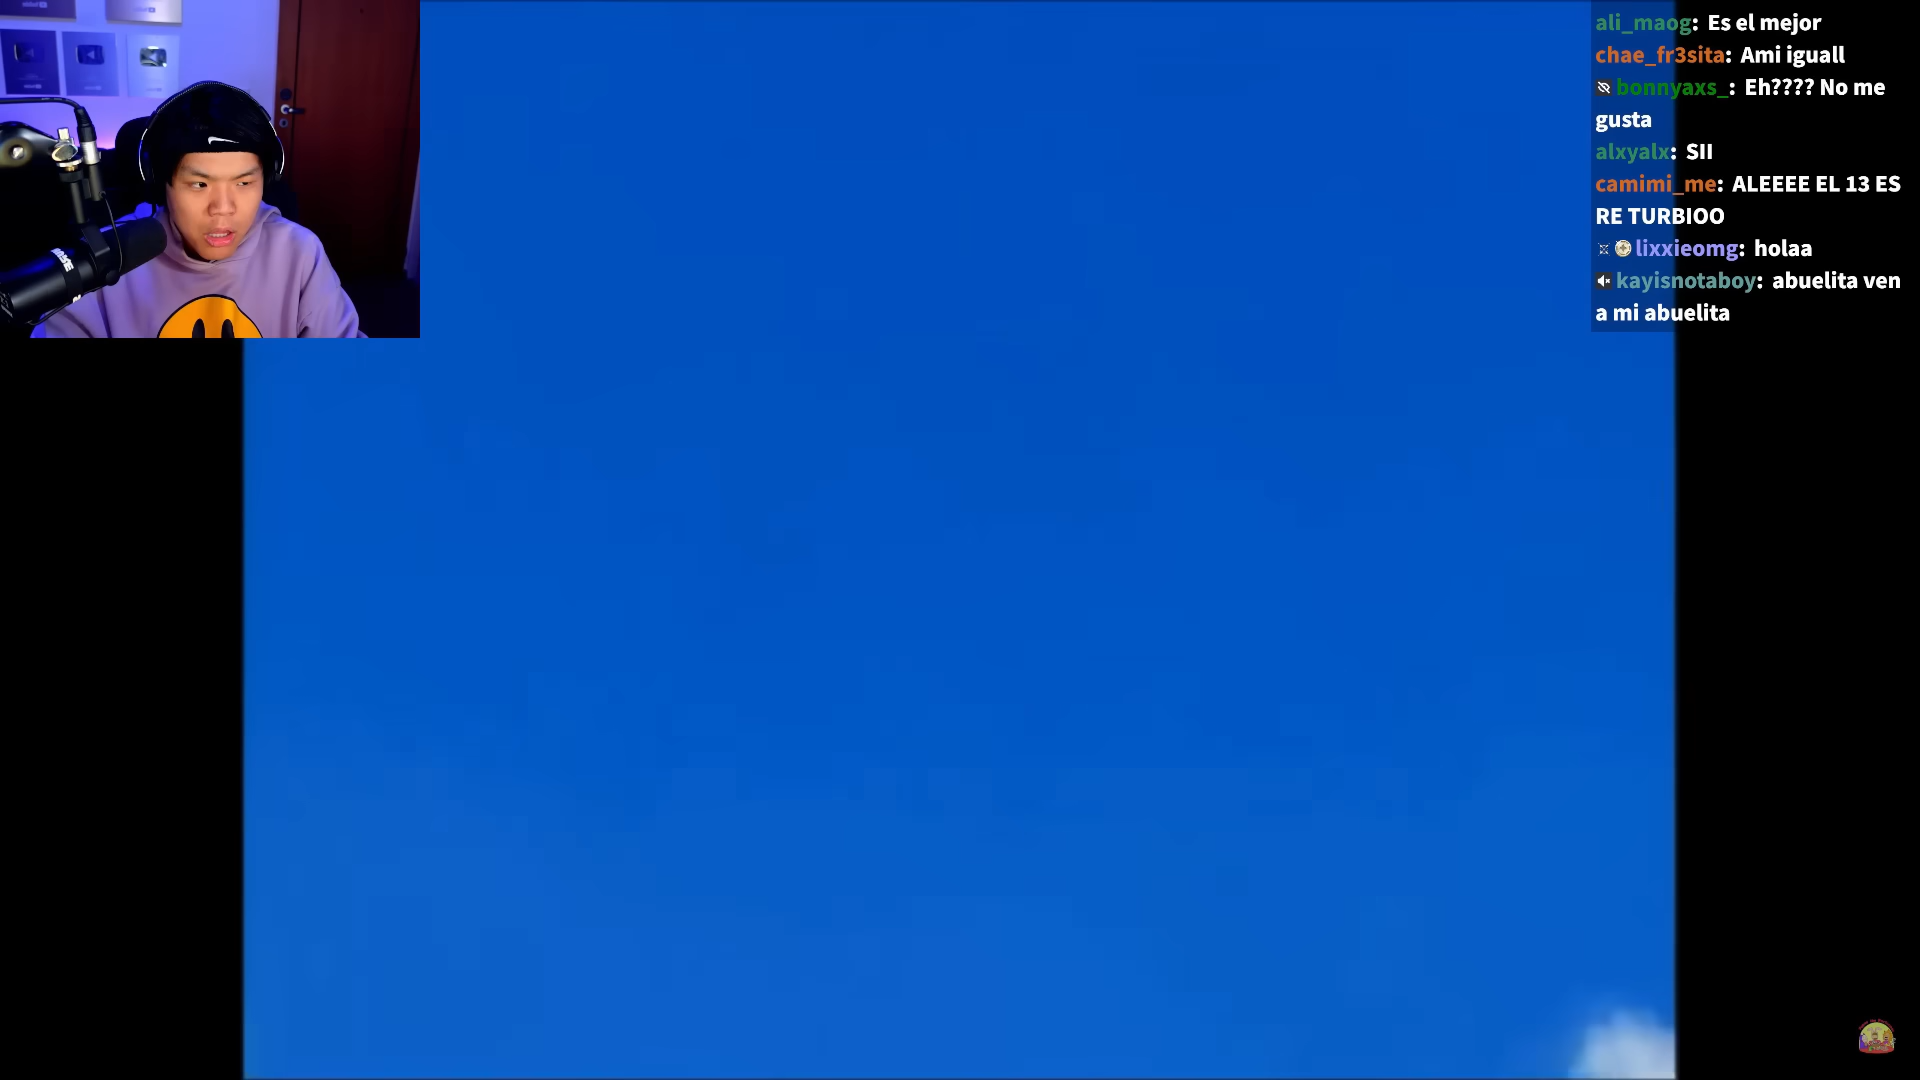 ali_maog: Es el mejor
chae_fr3sita: Ami iguall
bonnyaxs_: Eh???? No me
gusta
alxyalx: SII
camimi_me: ALEEEE EL 13 ES
RE TURBIOO
lixxieomg: holaa
kayisnotaboy: abuelita ven
a mi abuelita